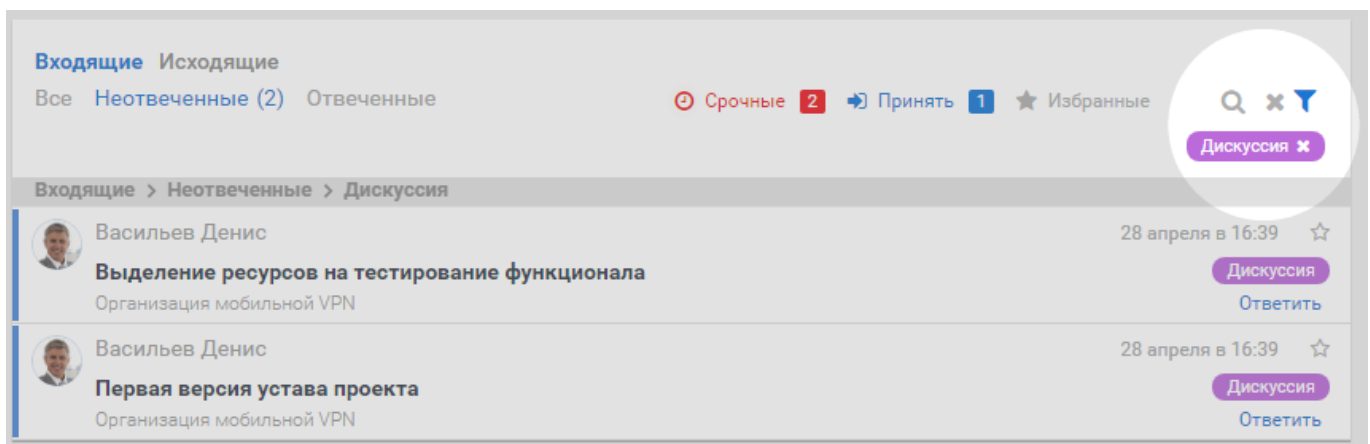 Входящие Исходящие
Все Неотвеченные (2) Отвеченные Срочные 2 Принять 1 Избранные
Дискуссия
Входящие > Неотвеченные > Дискуссия
Васильев Денис 28 апреля в 16:39
Выделение ресурсов на тестирование функционала Дискуссия
Организация мобильной VPN Ответить
Васильев Денис 28 апреля в 16:39
Первая версия устава проекта Дискуссия
Организация мобильной VPN Ответить